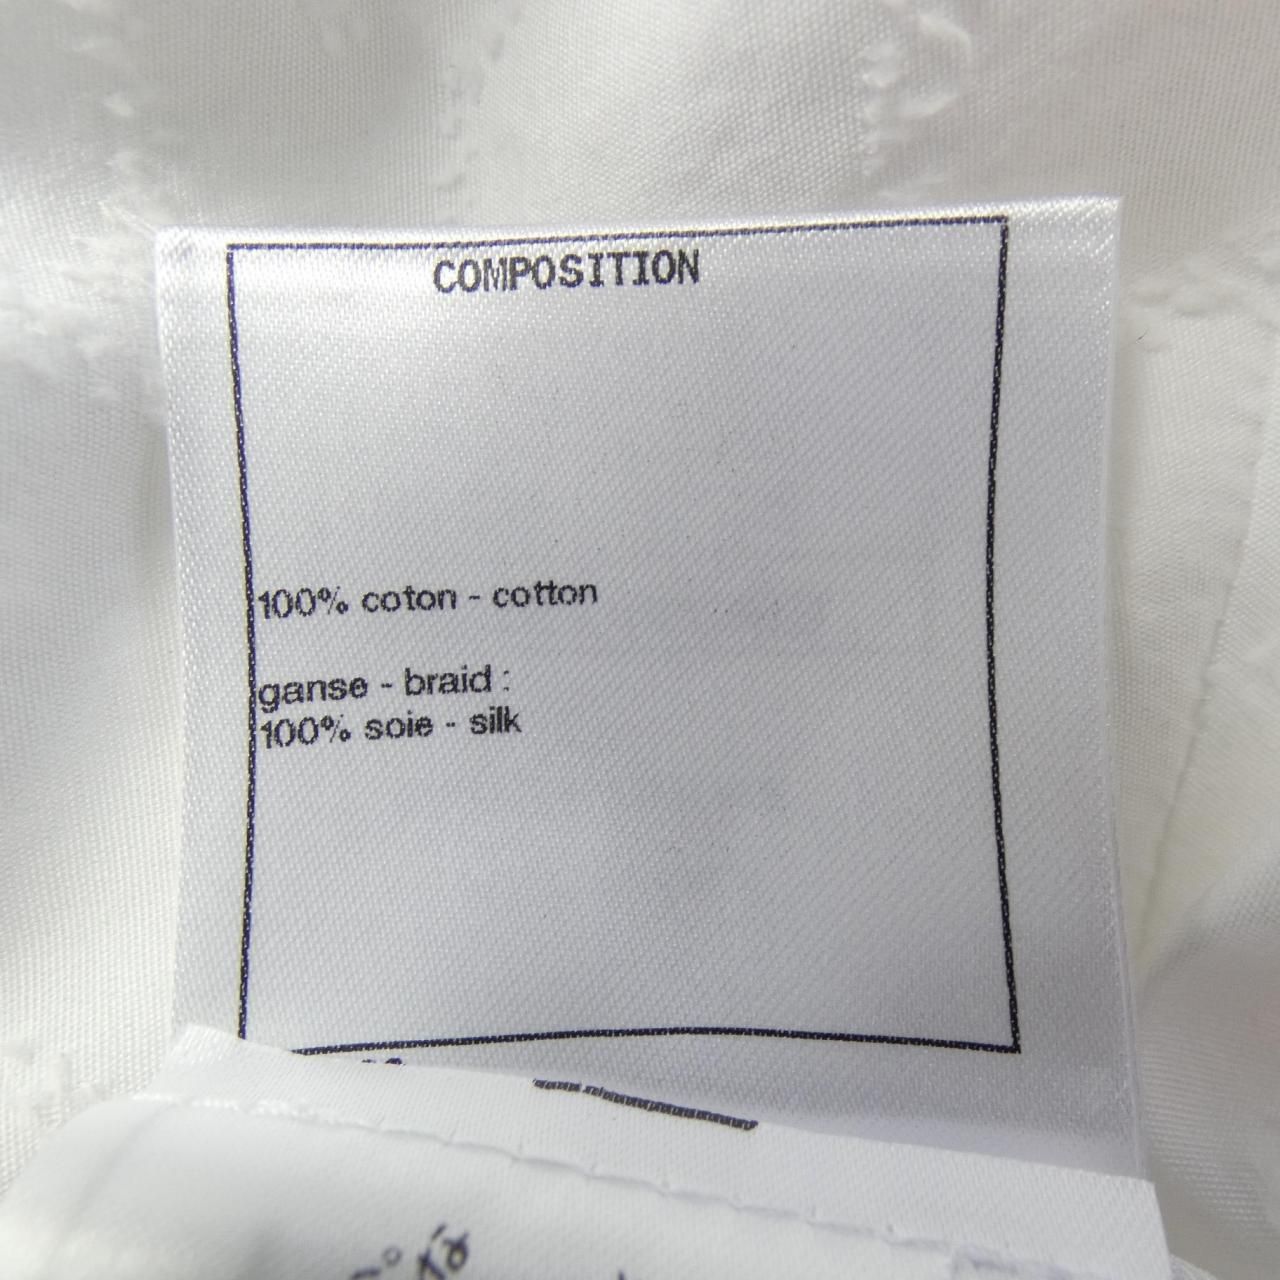 COMPOSITION
100% coton - cotton
ganse - braid :
100% soie - silk